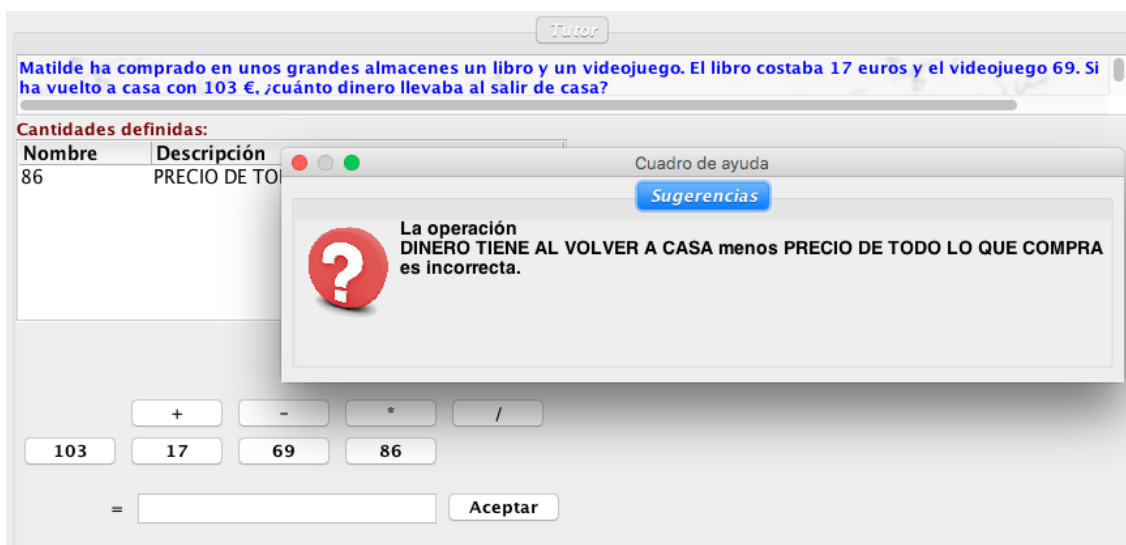 Tutor
Matilde ha comprado en unos grandes almacenes un libro y un videojuego. El libro costaba 17 euros y el videojuego 69. Si
ha vuelto a casa con 103 €, ¿cuánto dinero llevaba al salir de casa?
Cantidades definidas:
Nombre Descripción
86 PRECIO DE
Cuadro de ayuda
Sugerencias
La operación
DINERO TIENE AL VOLVER A CASA menos PRECIO DE TODO LO QUE COMPRA
es incorrecta.
+ - * /
103 17 69 86
= Aceptar